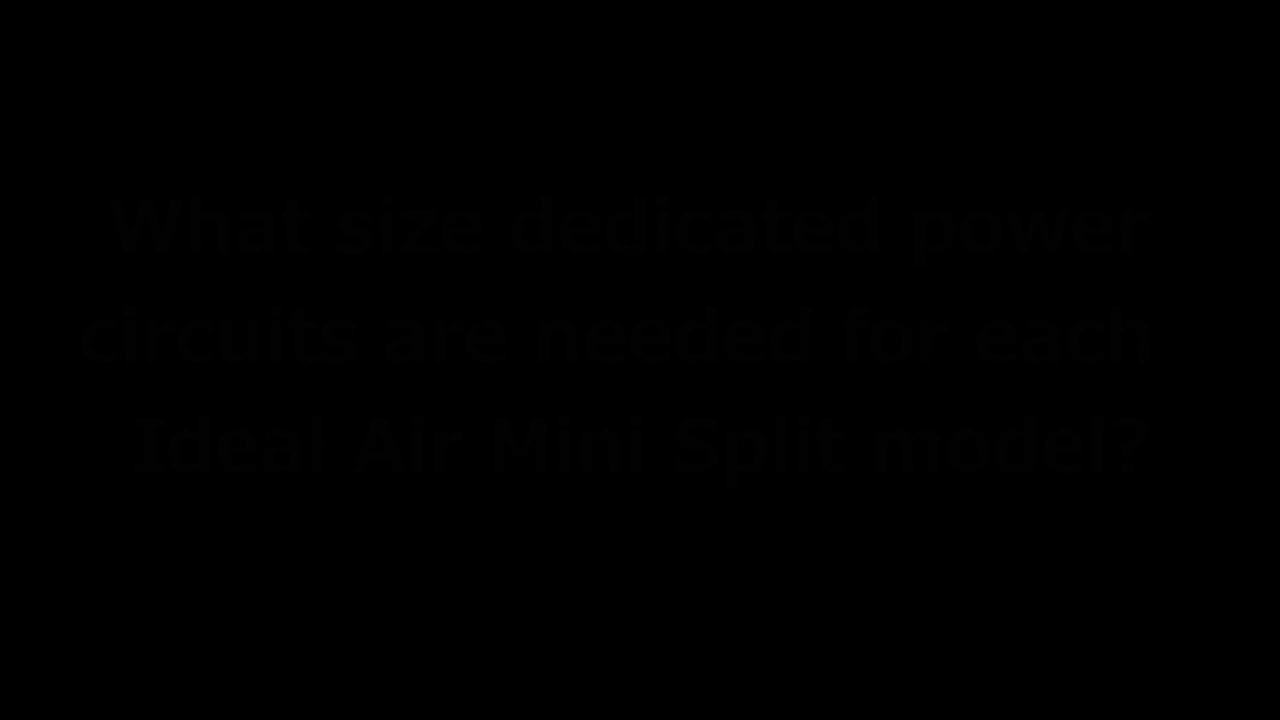 What size dedicated power
circuits are needed for each
Ideal Air Mini Split model?